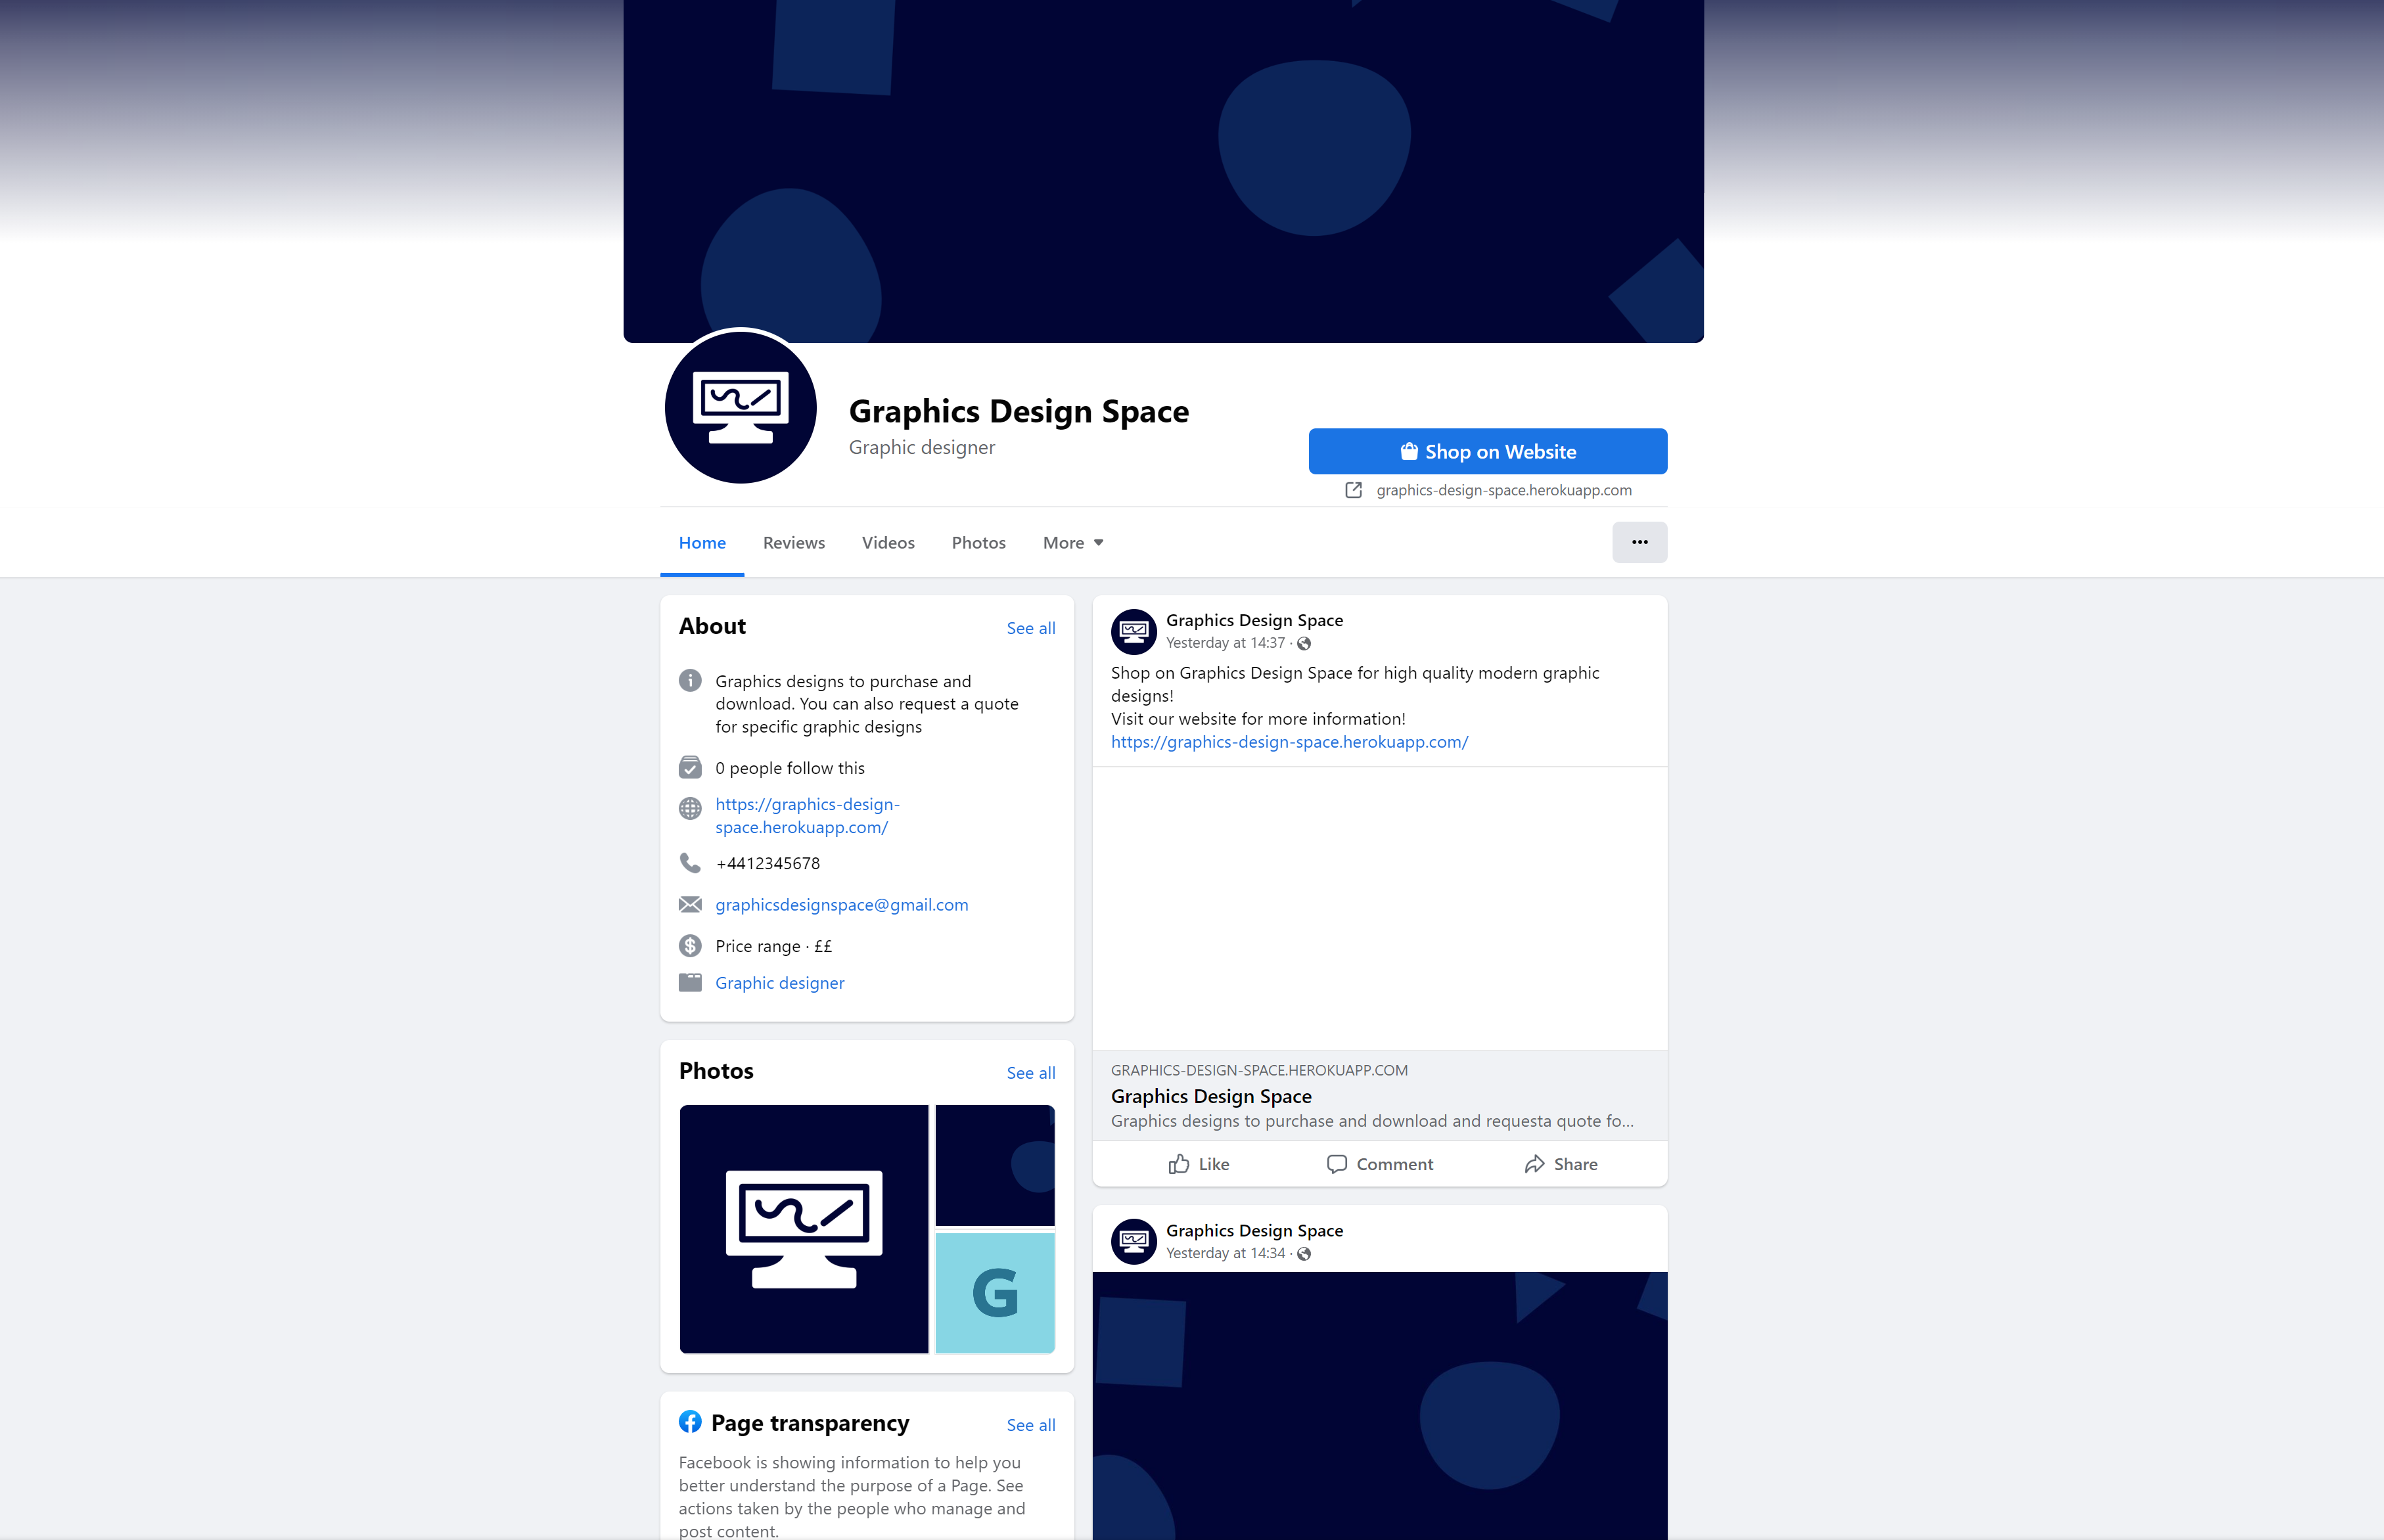 Graphics Design Space
Graphic designer
Shop on Website
graphics-design-space.herokuapp.com
Home Reviews Videos Photos More
About
See all
Graphics designs to purchase and
download. You can also request a quote
for specific graphic designs
0 people follow this
https://graphics-design-
space.herokuapp.com/
+4412345678
graphicsdesignspace@gmail.com
Price range · ££
Graphic designer
Photos
See all
G
Page transparency
See all
Facebook is showing information to help you
better understand the purpose of a Page. See
actions taken by the people who manage and
post content.
Graphics Design Space
Yesterday at 14:37 ·
Shop on Graphics Design Space for high quality modern graphic
designs!
Visit our website for more information!
https://graphics-design-space.herokuapp.com/
GRAPHICS-DESIGN-SPACE.HEROKUAPP.COM
Graphics Design Space
Graphics designs to purchase and download and requesta quote fo...
Like Comment Share
Graphics Design Space
Yesterday at 14:34 ·